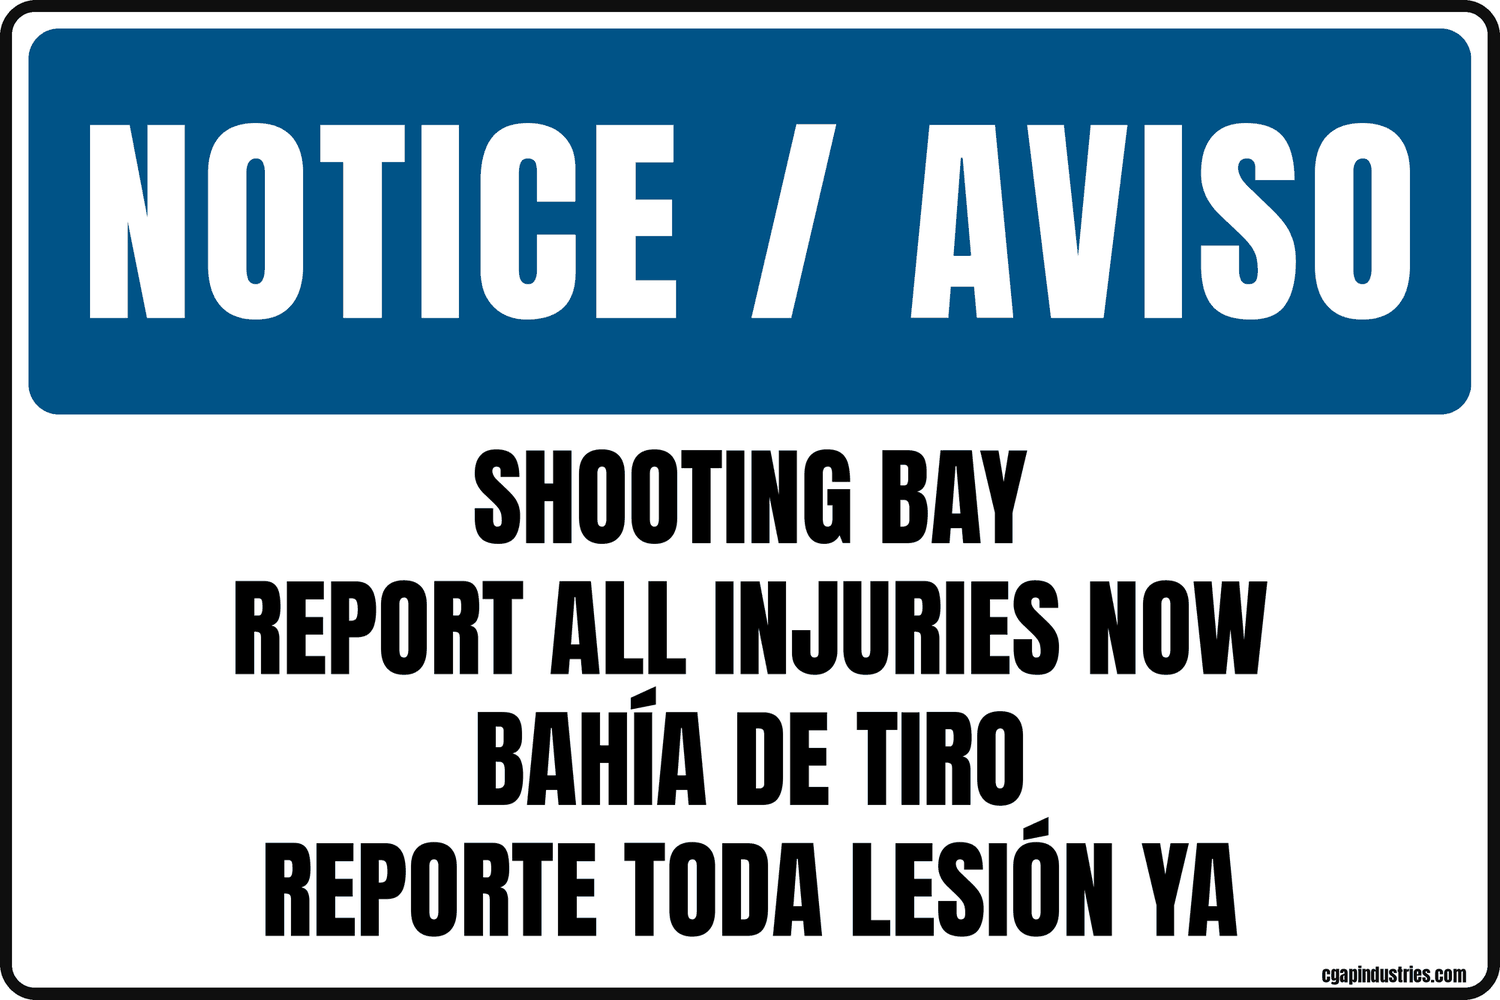 NOTICE / AVISO
SHOOTING BAY
REPORT ALL INJURIES NOW
BAHÍA DE TIRO
REPORTE TODA LESIÓN YA
cgapindustries.com